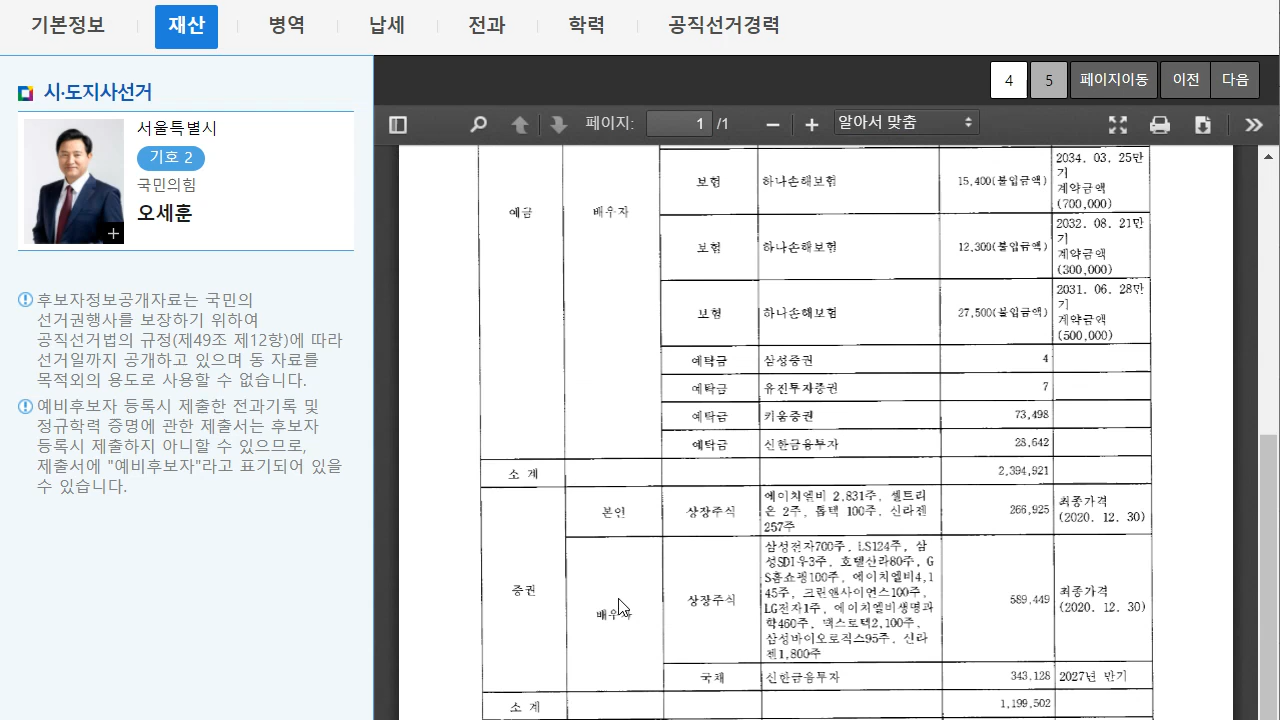 기본정보 재산 병역 납세 전과 학력 공직선거경력
4 5 페이지이동 이전 다음
페이지: 1 /1 알아서 맞춤
시·도지사선거
서울특별시
기호 2
국민의힘
오세훈
후보자정보공개자료는 국민의
선거권행사를 보장하기 위하여
공직선거법의 규정(제49조 제12항)에 따라
선거일까지 공개하고 있으며 동 자료를
목적외의 용도로 사용할 수 없습니다.
예비후보자 등록시 제출한 전과기록 및
정규학력 증명에 관한 제출서는 후보자
등록시 제출하지 아니할 수 있으므로,
제출서에 "예비후보자"라고 표기되어 있을
수 있습니다.
예금 배우자
보험 하나손해보험 15,400(불입금액)
2034. 03. 25만
기
계약금액
(700,000)
보험 하나손해보험 12,300(불입금액)
2032. 08. 21만
기
계약금액
(300,000)
보험 하나손해보험 27,500(불입금액)
2031. 06. 28만
기
계약금액
(500,000)
예탁금 삼성증권 4
예탁금 유진투자증권 7
예탁금 키움증권 73,498
예탁금 신한금융투자 28,642
소 계 2,394,921
증권
본인 상장주식
에이치엘비 2,831주, 셀트리
온 2주, 톱텍 100주, 신라젠
257주
266,925
최종가격
(2020. 12. 30)
배우자 상장주식
삼성전자700주, LS124주, 삼
성SDI우3주, 호텔신라80주, G
S홈쇼핑100주, 에이치엘비4,1
45주, 크린앤사이언스100주,
LG전자1주, 에이치엘비생명과
학460주, 맥스로텍2,100주,
삼성바이오로직스95주, 신라
젠1,800주
589,449
최종가격
(2020. 12. 30)
국채 신한금융투자 343,128 2027년 만기
소 계 1,199,502